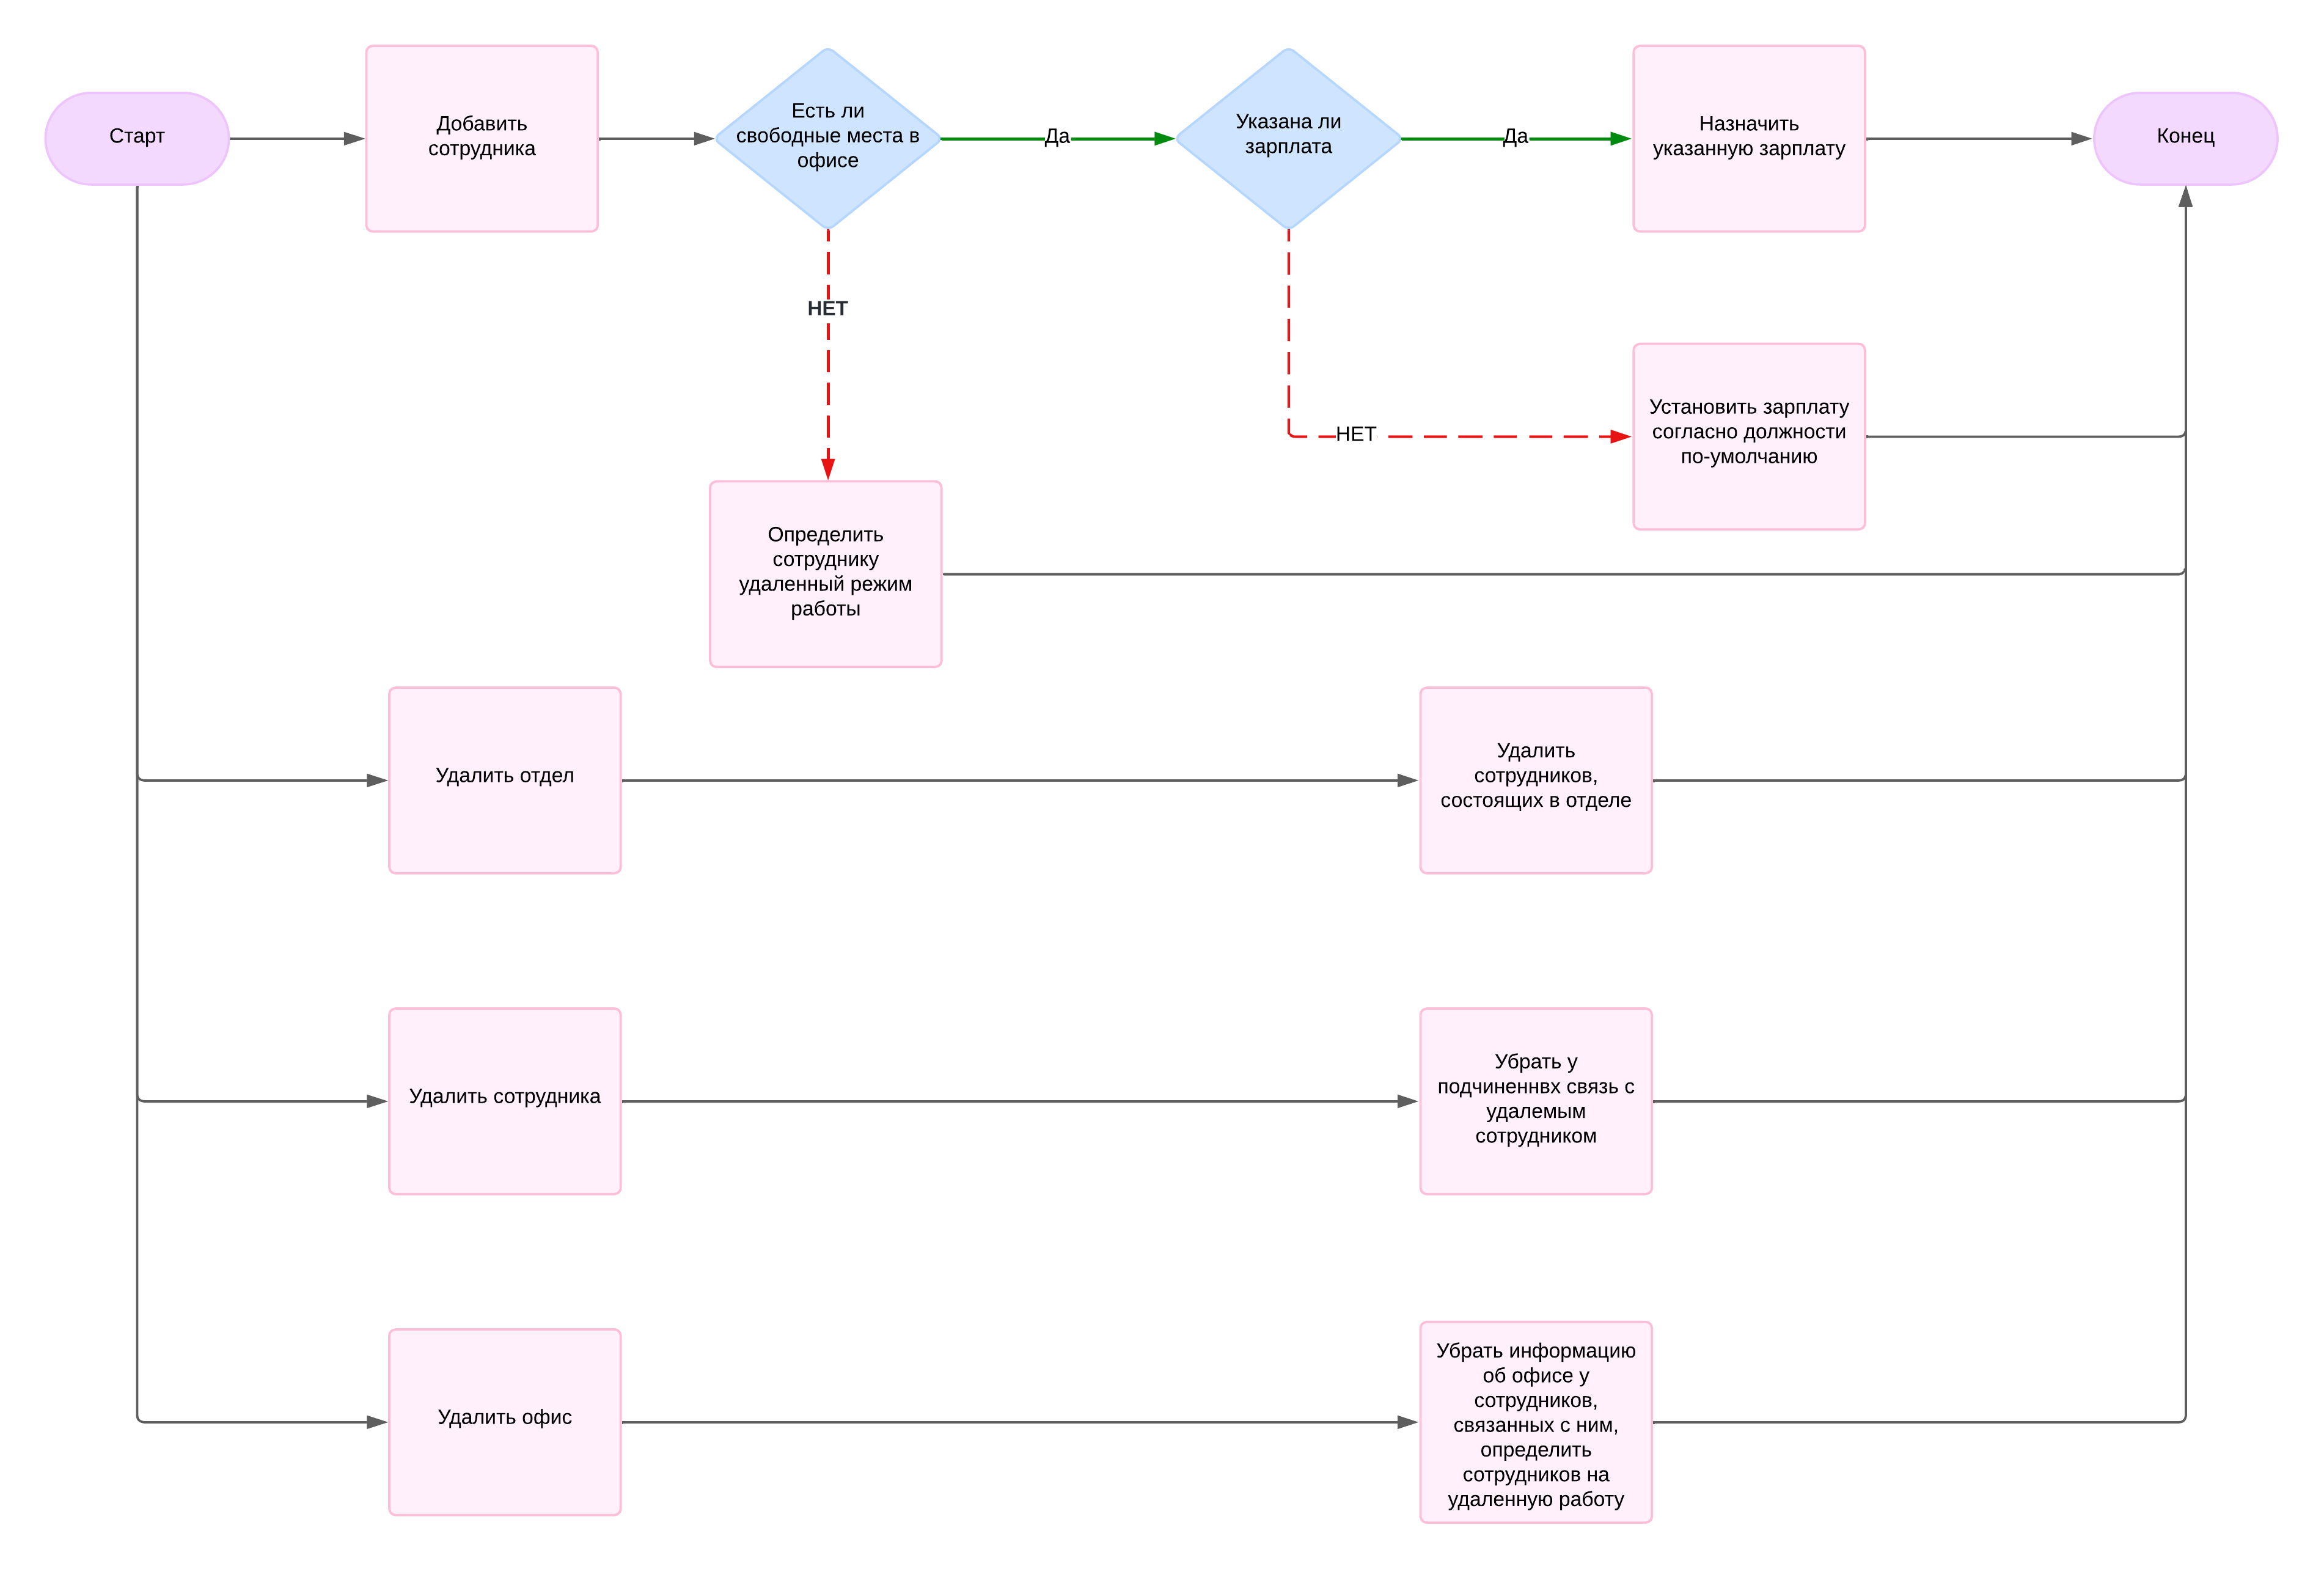 Старт
Добавить
сотрудника
Есть ли
свободные места в
офисе
Да
Указана ли
зарплата
Да
Назначить
указанную зарплату
Конец
НЕТ
НЕТ
Установить зарплату
согласно должности
по-умолчанию
Определить
сотруднику
удаленный режим
работы
Удалить отдел
Удалить
сотрудников,
состоящих в отделе
Удалить сотрудника
Убрать у
подчиненнвх связь с
удалемым
сотрудником
Удалить офис
Убрать информацию
об офисе у
сотрудников,
связанных с ним,
определить
сотрудников на
удаленную работу